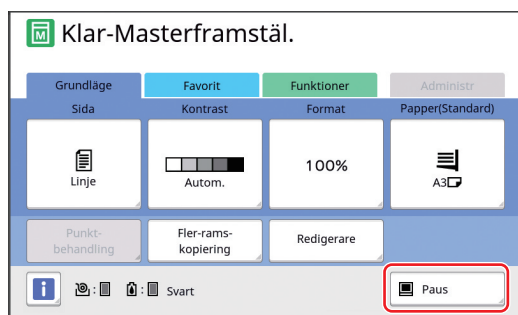 M Klar-Masterframstäl.
Grundläge Favorit Funktioner Administr
Sida Kontrast Format Papper(Standard)
Linje Autom. 100% A3
Punkt-
behandling
Fler-rams-
kopiering
Redigerare
i : : Svart Paus